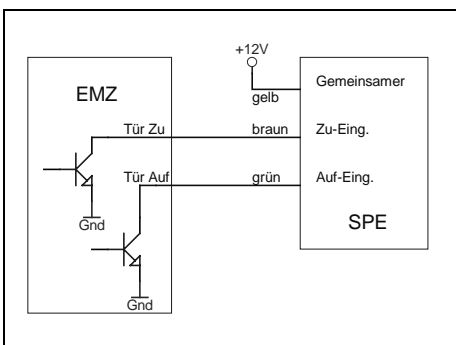 +12V
EMZ
gelb
Gemeinsamer
Tür Zu
braun
Zu-Eing.
Tür Auf
grün
Auf-Eing.
Gnd
SPE
Gnd